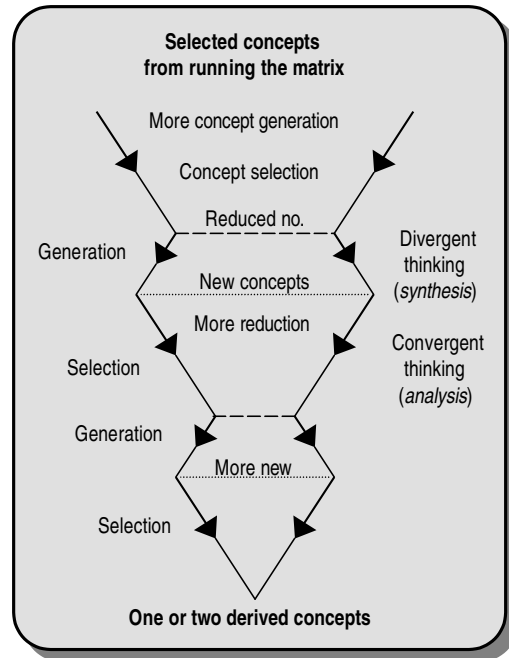 Selected concepts
from running the matrix
More concept generation
Concept selection
Reduced no.
Generation
Divergent
thinking
(synthesis)
New concepts
More reduction
Convergent
thinking
(analysis)
Selection
Generation
More new
Selection
One or two derived concepts